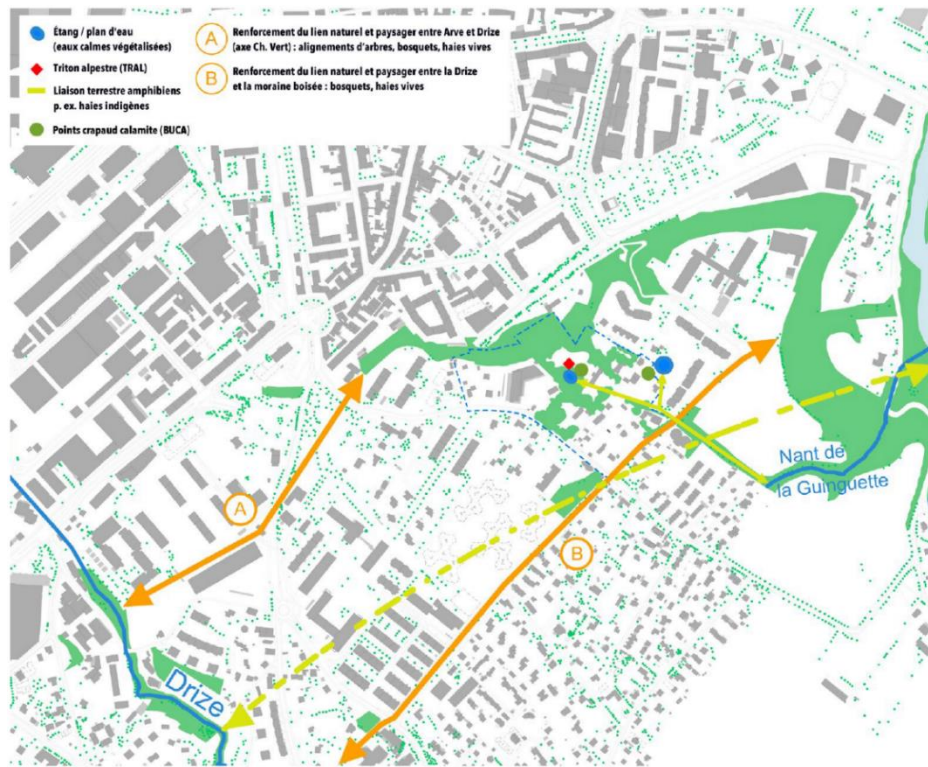 Étang / plan d'eau
(eaux calmes végétalisées)
Triton alpestre (TRAL)
Liaison terrestre amphibiens
p. ex. haies indigènes
Points crapaud calamite (BUCA)
A
Renforcement du lien naturel et paysager entre Arve et Drize
(axe Ch. Vert) : alignements d'arbres, bosquets, haies vives
B
Renforcement du lien naturel et paysager entre la Drize
et la moraine boisée : bosquets, haies vives
Nant de
la Guinguette
A
B
Drize